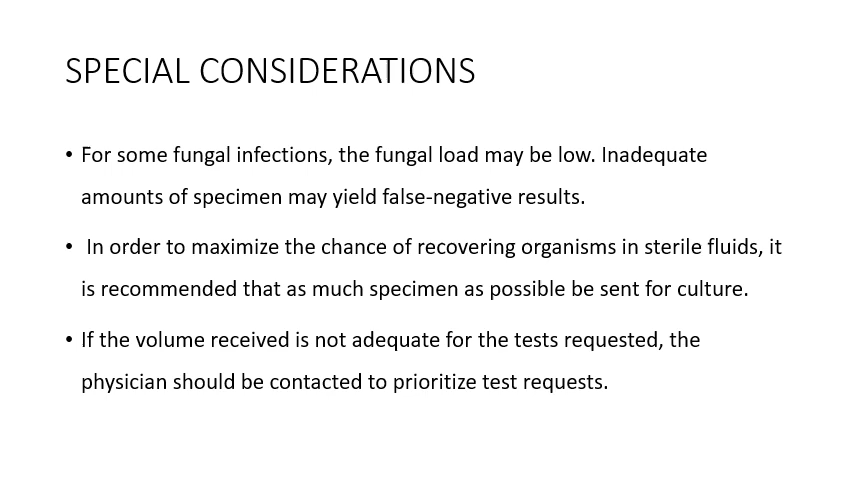 SPECIAL CONSIDERATIONS
• For some fungal infections, the fungal load may be low. Inadequate
amounts of specimen may yield false-negative results.
• In order to maximize the chance of recovering organisms in sterile fluids, it
is recommended that as much specimen as possible be sent for culture.
• If the volume received is not adequate for the tests requested, the
physician should be contacted to prioritize test requests.